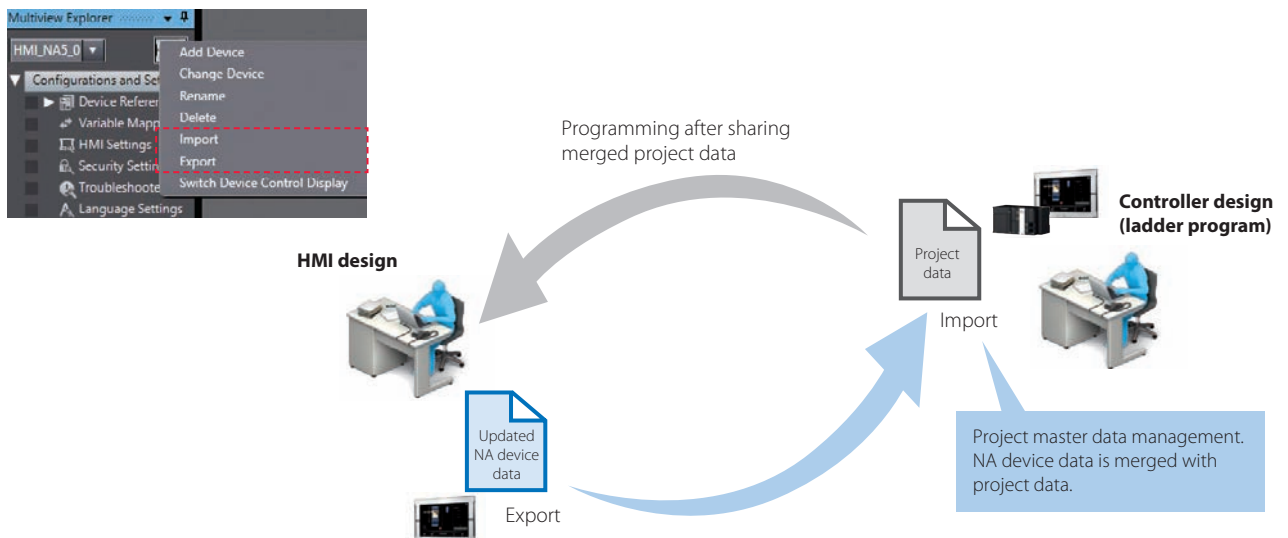 Multiview Explorer
HMI_NA5_0
Add Device
Change Device
Rename
Delete
Import
Export
Switch Device Control Display
Configurations and Se
Device Referen
Variable Mapp
HMI Settings
Security Settin
Troubleshoote
Language Settings
Programming after sharing
merged project data
Controller design
(ladder program)
Project
data
Import
HMI design
Updated
NA device
data
Export
Project master data management.
NA device data is merged with
project data.